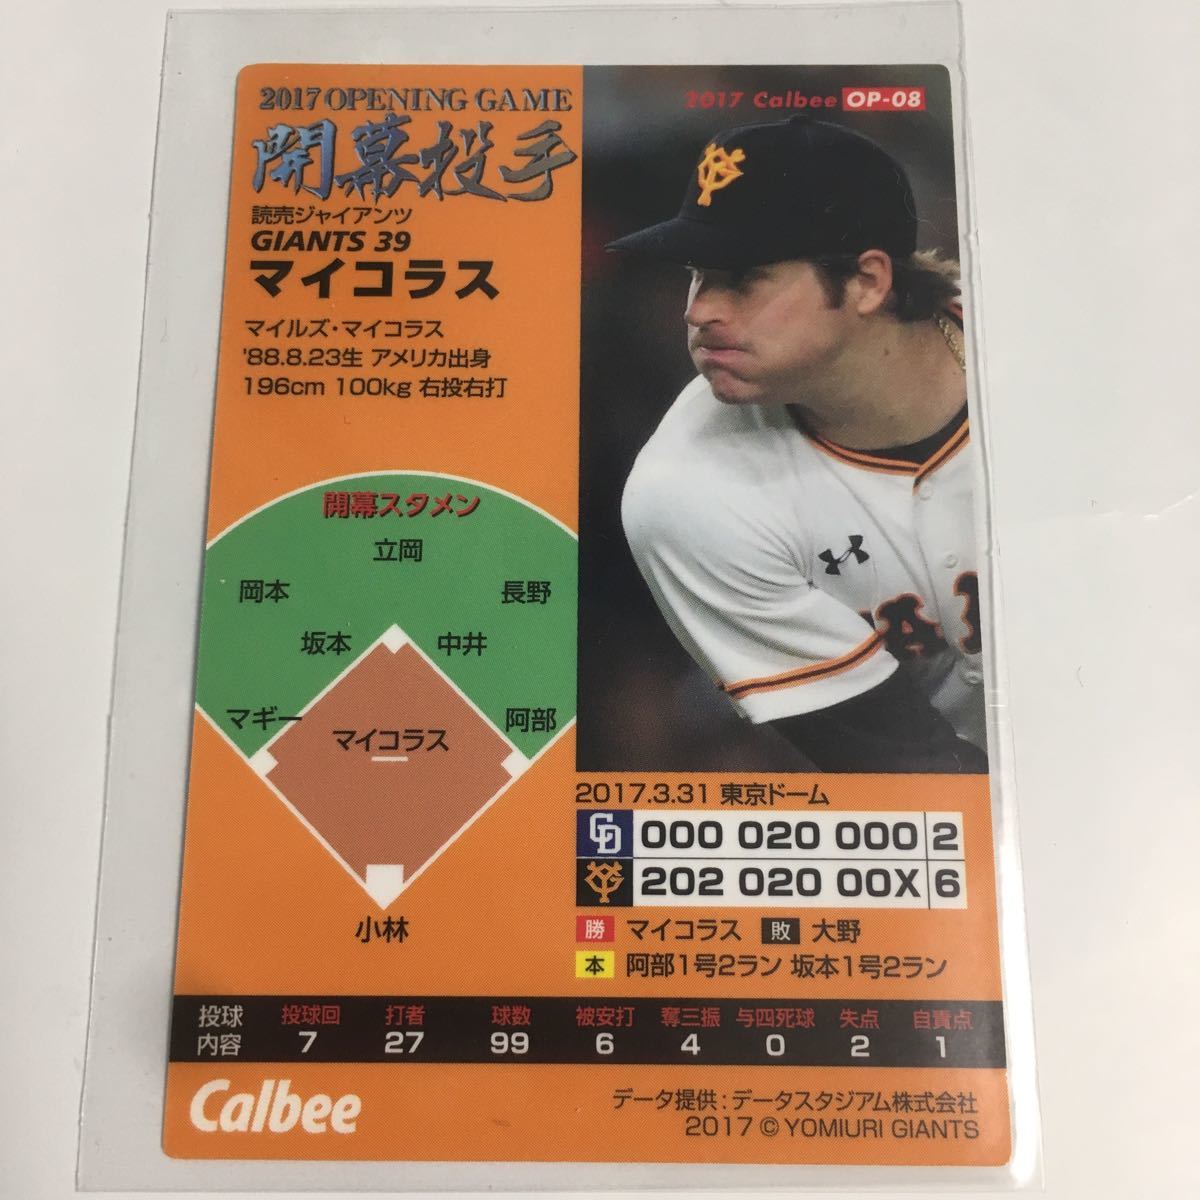 2017 OPENING GAME
開幕投手
読売ジャイアンツ
GIANTS 39
マイコラス
マイルズ・マイコラス
'88.8.23生 アメリカ出身
196cm 100kg 右投右打
2017 Calbee OP-08
開幕スタメン
立岡
岡本 長野
坂本 中井
マギー マイコラス 阿部
小林
2017.3.31 東京ドーム
CD 000 020 000 2
YG 202 020 00X 6
勝 マイコラス 敗 大野
本 阿部1号2ラン 坂本1号2ラン
投球内容 投球回 打者 球数 被安打 奪三振 与四死球 失点 自責点
7 27 99 6 4 0 2 1
Calbee
データ提供:データスタジアム株式会社
2017 © YOMIURI GIANTS